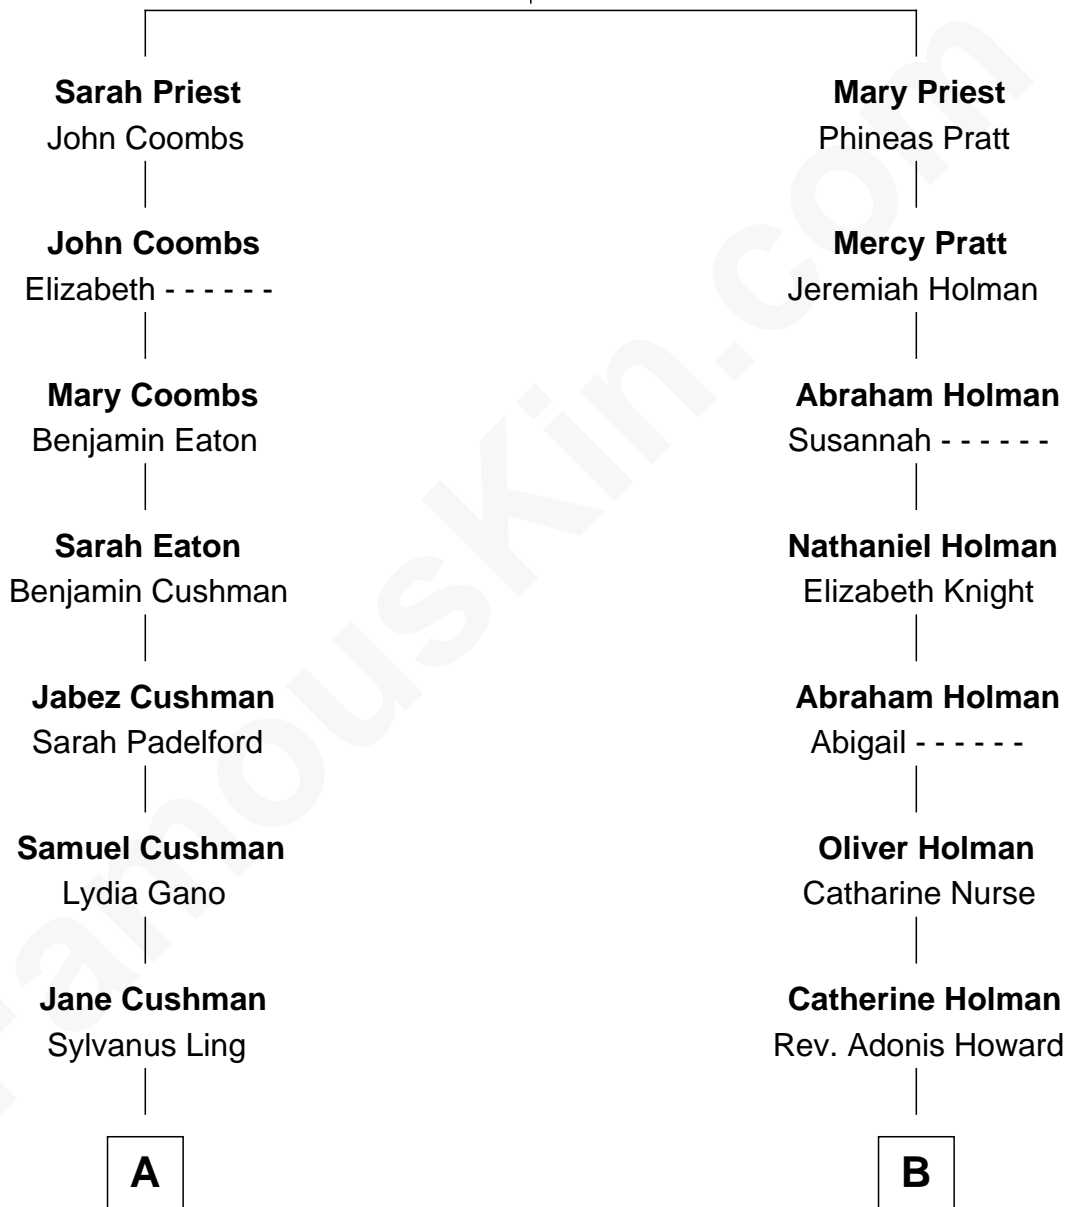 Sarah Priest
John Coombs
John Coombs
Elizabeth - - - - - -
Mary Coombs
Benjamin Eaton
Sarah Eaton
Benjamin Cushman
Jabez Cushman
Sarah Padelford
Samuel Cushman
Lydia Gano
Jane Cushman
Sylvanus Ling
A
Mary Priest
Phineas Pratt
Mercy Pratt
Jeremiah Holman
Abraham Holman
Susannah - - - - - -
Nathaniel Holman
Elizabeth Knight
Abraham Holman
Abigail - - - - - -
Oliver Holman
Catharine Nurse
Catherine Holman
Rev. Adonis Howard
B
FamousKin.com